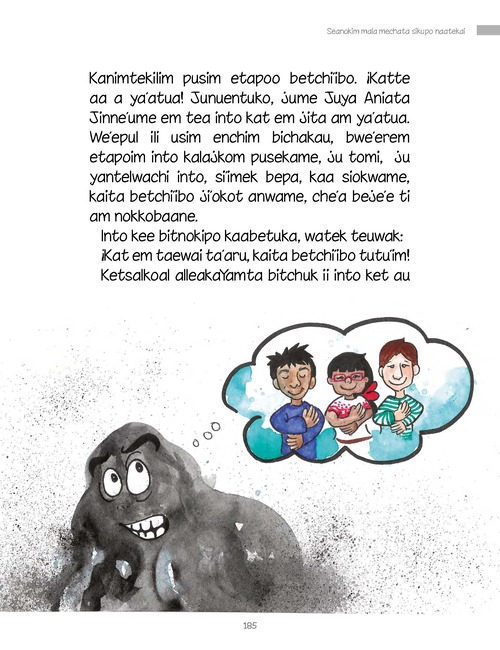 Seanokim mala mechata sikupo naatekai
Kanimtekilim pusim etapoo betchi'ibo. ¡Katte
aa a ya'atua! Junuentuko, jume Juya Aniata
Jinne'ume em tea into kat em jita am ya'atua.
We'epul ili usim enchim bichakau, bwe'erem
etapoim into kalajkom pusekame, ju tomi, ju
yantelwachi into, si'imek bepa, kaa siokwame,
kaita betchi'ibo ji'okot anwame, che'a beje'e ti
am nokkobaane.
Into kee bitnokipo kaabetuka, watek teuwak:
¡Kat em taewai ta'aru, kaita betchi'ibo tutu'im!
Ketsalkoal alleakaYamta bitchuk ii into ket au
185